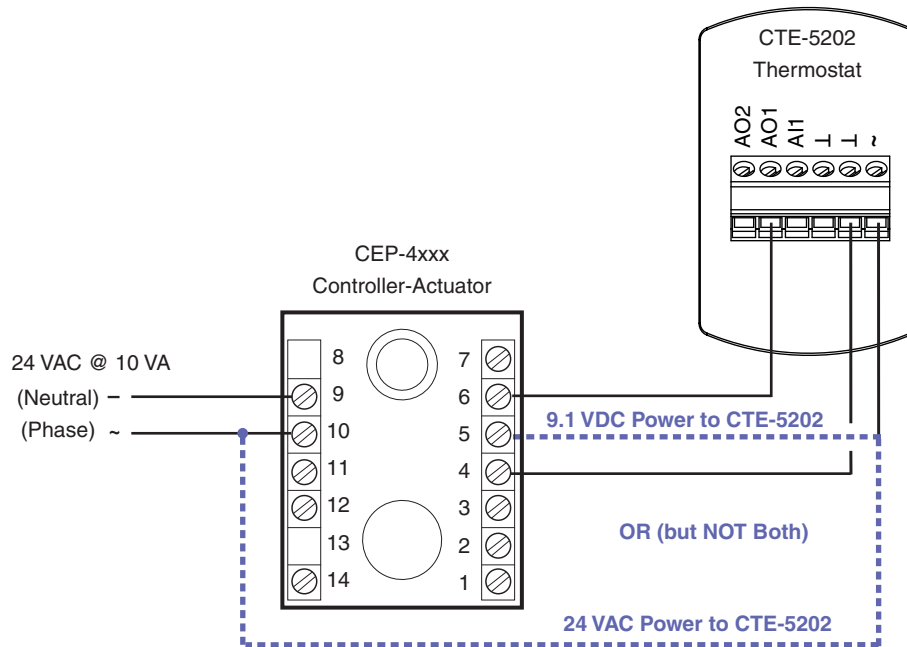 CTE-5202
Thermostat
AO2
AO1
AI1
⊥
⊥
~
CEP-4xxx
Controller-Actuator
24 VAC @ 10 VA
(Neutral) –
(Phase) ~
8
9
10
11
12
13
14
7
6
5
4
3
2
1
9.1 VDC Power to CTE-5202
OR (but NOT Both)
24 VAC Power to CTE-5202